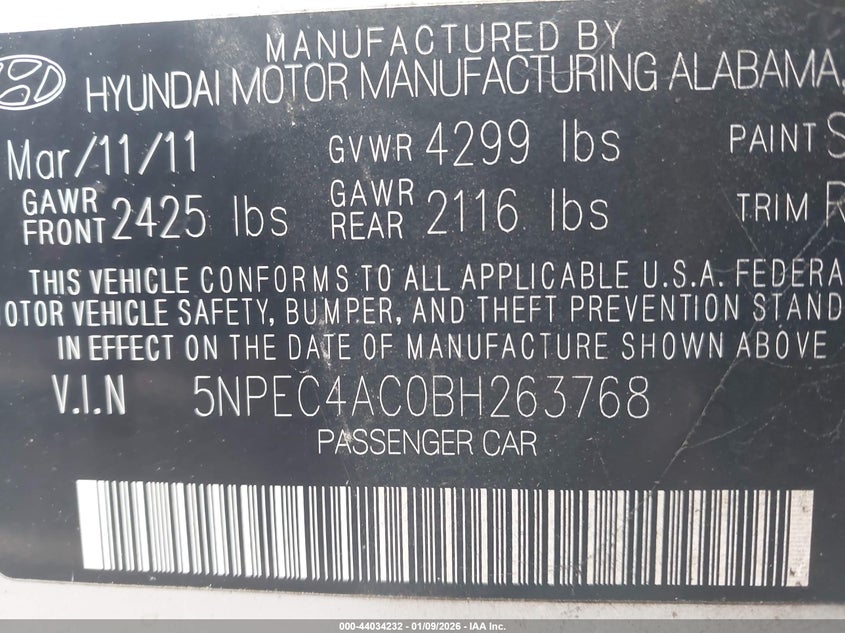 MANUFACTURED BY
HYUNDAI MOTOR MANUFACTURING ALABAMA,
Mar/11/11 GVWR 4299 lbs PAINT S
GAWR FRONT 2425 lbs GAWR REAR 2116 lbs TRIM R
THIS VEHICLE CONFORMS TO ALL APPLICABLE U.S.A. FEDERA
MOTOR VEHICLE SAFETY, BUMPER, AND THEFT PREVENTION STAND
IN EFFECT ON THE DATE OF MANUFACTURE SHOWN ABOVE
V.I.N 5NPEC4AC0BH263768
PASSENGER CAR
000-44034232 - 01/09/2026 - IAA Inc.